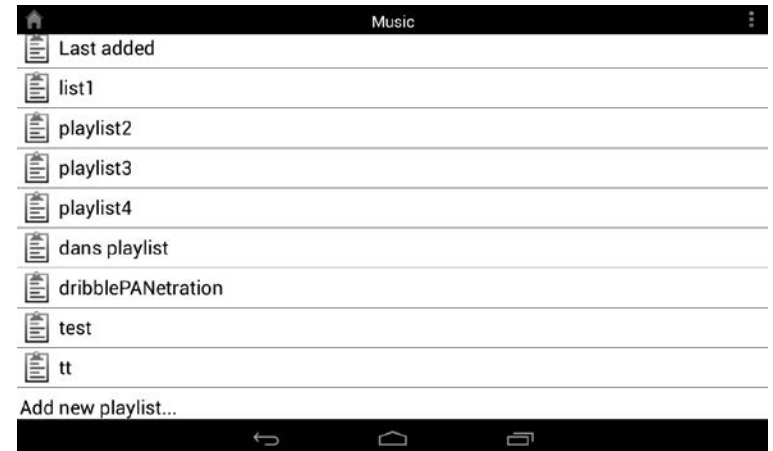 Music
Last added
list1
playlist2
playlist3
playlist4
dans playlist
dribblePANetration
test
tt
Add new playlist...